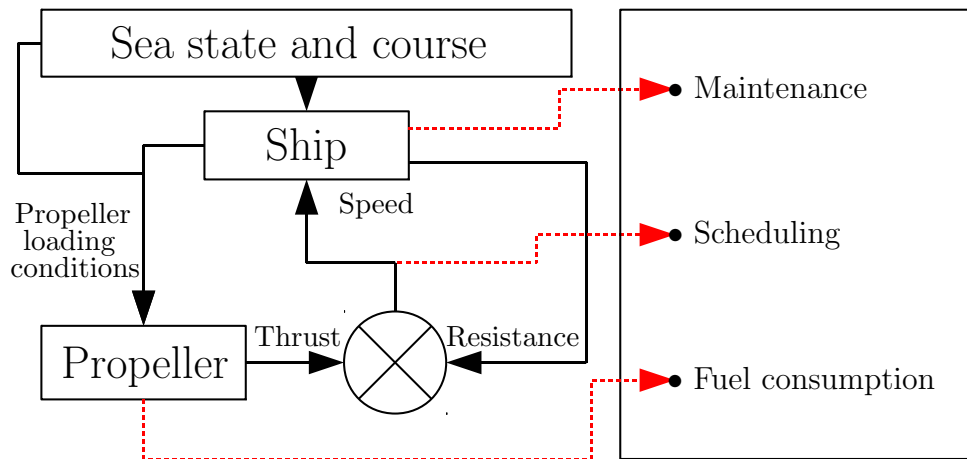 Sea state and course
Maintenance
Ship
Speed
Propeller
loading
conditions
Scheduling
Thrust
Resistance
Propeller
Fuel consumption